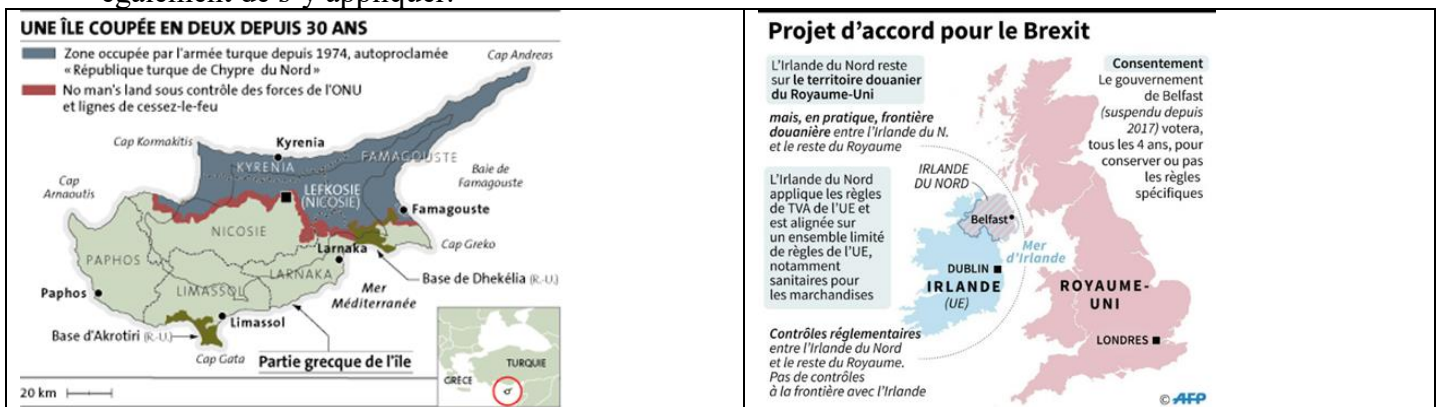 également de s'y appliquer.
UNE ÎLE COUPÉE EN DEUX DEPUIS 30 ANS
Zone occupée par l'armée turque depuis 1974, autoproclamée
« République turque de Chypre du Nord »
No man's land sous contrôle des forces de l'ONU
et lignes de cessez-le-feu
Cap Andreas
Cap Kormakitis
Kyrenia
KYRENIA
FAMAGOUSTE
Baie de
Famagouste
Cap
Arnaoutis
LEFKOSIE
(NICOSIE)
Famagouste
NICOSIE
Cap Greko
Larnaka
PAPHOS
LARNAKA
Base de Dhekélia (R.-U.)
Mer
Méditerranée
LIMASSOL
Paphos
Limassol
Base d'Akrotiri (R.-U.)
Cap Gata
Partie grecque de l'île
TURQUIE
GRÈCE
20 km
Projet d'accord pour le Brexit
L'Irlande du Nord reste
sur le territoire douanier
du Royaume-Uni
mais, en pratique, frontière
douanière entre l'Irlande du N.
et le reste du Royaume
L'Irlande du Nord
applique les règles
de TVA de l'UE et
est alignée sur
un ensemble limité
de règles de l'UE,
notamment
sanitaires pour
les marchandises
Contrôles réglementaires
entre l'Irlande du Nord
et le reste du Royaume.
Pas de contrôles
à la frontière avec l'Irlande
Consentement
Le gouvernement
de Belfast
(suspendu depuis
2017) votera,
tous les 4 ans, pour
conserver ou pas
les règles
spécifiques
IRLANDE
DU NORD
Belfast
Mer
d'Irlande
DUBLIN
IRLANDE
(UE)
ROYAUME-
UNI
LONDRES
© AFP